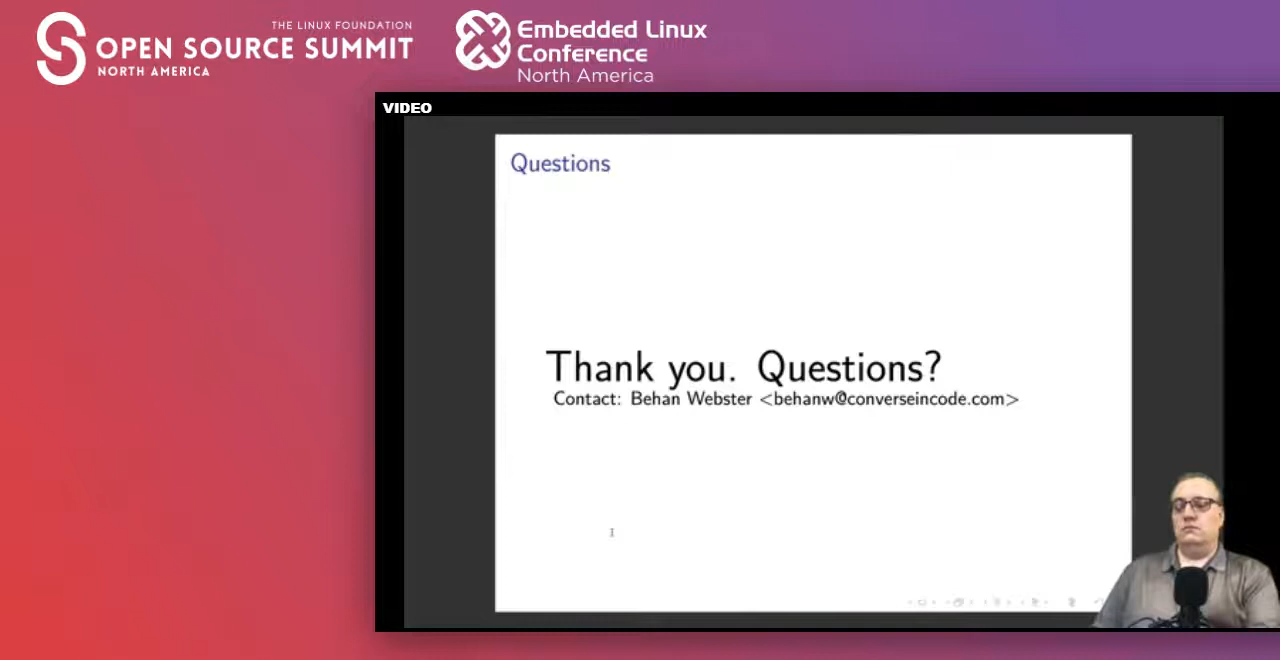 THE LINUX FOUNDATION
OPEN SOURCE SUMMIT
NORTH AMERICA
Embedded Linux
Conference
North America
VIDEO
Questions
Thank you. Questions?
Contact: Behan Webster <behanw@converseincode.com>